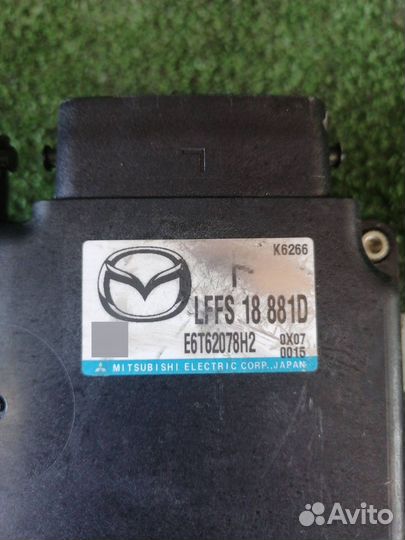 K6266
LFFS 18 881D
E6T62078H2
0X07
0015
MITSUBISHI ELECTRIC CORP., JAPAN
Avito